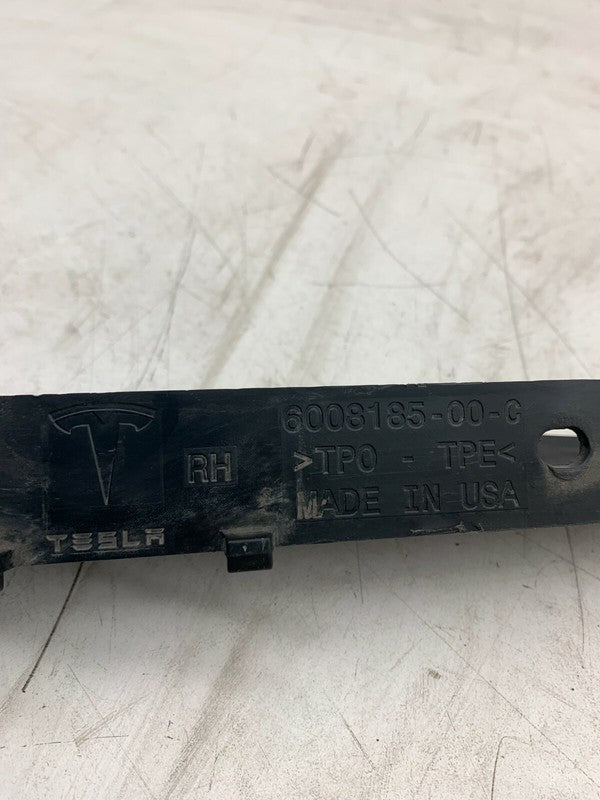 TESLA
RH
6008185-00-C
>TPO - TPE<
MADE IN USA